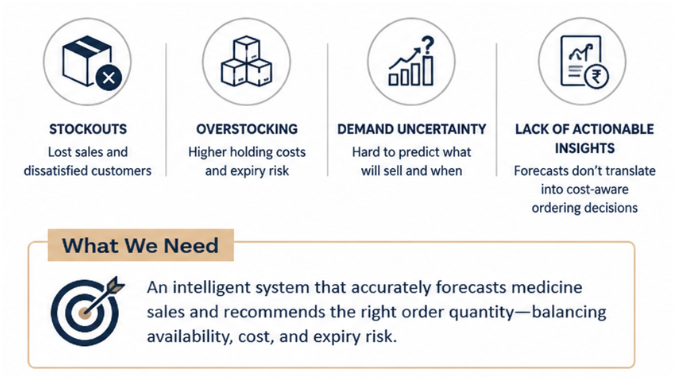 STOCKOUTS
Lost sales and
dissatisfied customers
OVERSTOCKING
Higher holding costs
and expiry risk
DEMAND UNCERTAINTY
Hard to predict what
will sell and when
LACK OF ACTIONABLE
INSIGHTS
Forecasts don't translate
into cost-aware
ordering decisions
?
₹
What We Need
An intelligent system that accurately forecasts medicine
sales and recommends the right order quantity—balancing
availability, cost, and expiry risk.